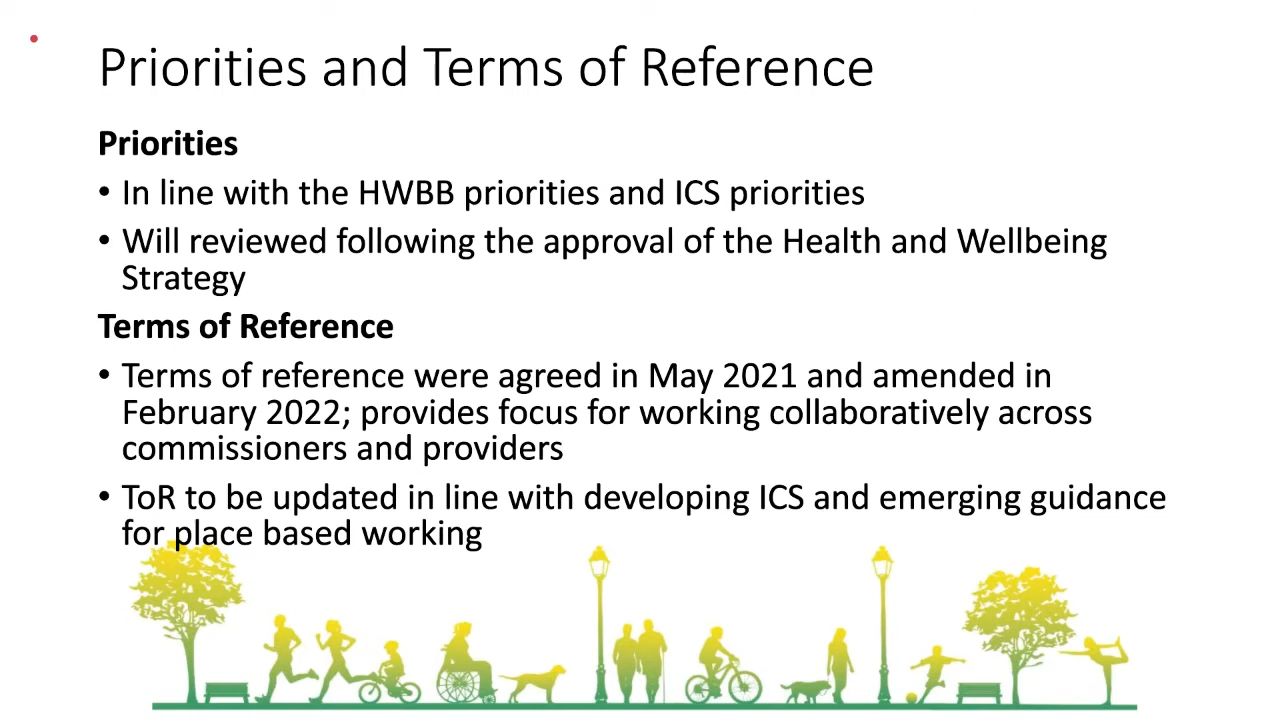 Priorities and Terms of Reference
Priorities
• In line with the HWBB priorities and ICS priorities
• Will reviewed following the approval of the Health and Wellbeing
Strategy
Terms of Reference
• Terms of reference were agreed in May 2021 and amended in
February 2022; provides focus for working collaboratively across
commissioners and providers
• ToR to be updated in line with developing ICS and emerging guidance
for place based working